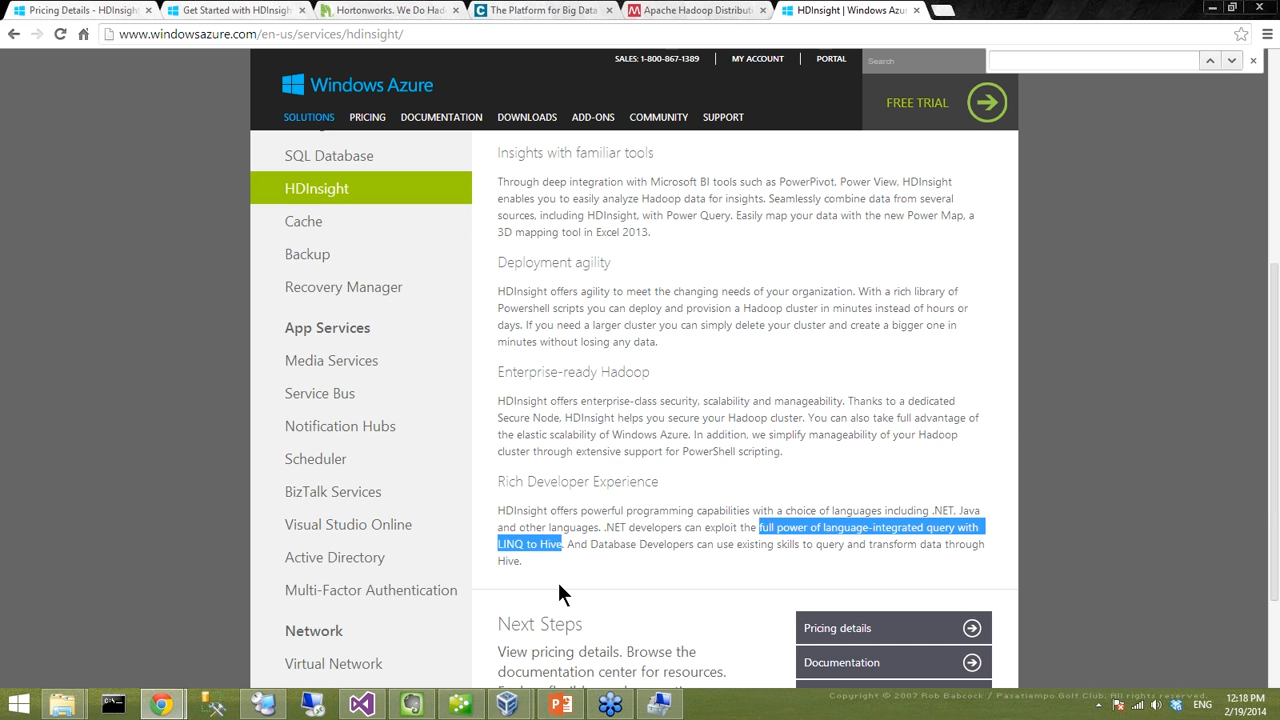 Pricing Details - HDInsigh
Get Started with HDInsigh
Hortonworks. We Do Had
The Platform for Big Data
Apache Hadoop Distributi
HDInsight | Windows Azu
www.windowsazure.com/en-us/services/hdinsight/
SALES: 1-800-867-1389
MY ACCOUNT
PORTAL
Search
Windows Azure
FREE TRIAL
SOLUTIONS
PRICING
DOCUMENTATION
DOWNLOADS
ADD-ONS
COMMUNITY
SUPPORT
SQL Database
HDInsight
Cache
Backup
Recovery Manager
App Services
Media Services
Service Bus
Notification Hubs
Scheduler
BizTalk Services
Visual Studio Online
Active Directory
Multi-Factor Authentication
Network
Virtual Network
Insights with familiar tools
Through deep integration with Microsoft BI tools such as PowerPivot, Power View, HDInsight
enables you to easily analyze Hadoop data for insights. Seamlessly combine data from several
sources, including HDInsight, with Power Query. Easily map your data with the new Power Map, a
3D mapping tool in Excel 2013.
Deployment agility
HDInsight offers agility to meet the changing needs of your organization. With a rich library of
Powershell scripts you can deploy and provision a Hadoop cluster in minutes instead of hours or
days. If you need a larger cluster you can simply delete your cluster and create a bigger one in
minutes without losing any data.
Enterprise-ready Hadoop
HDInsight offers enterprise-class security, scalability and manageability. Thanks to a dedicated
Secure Node, HDInsight helps you secure your Hadoop cluster. You can also take full advantage of
the elastic scalability of Windows Azure. In addition, we simplify manageability of your Hadoop
cluster through extensive support for PowerShell scripting.
Rich Developer Experience
HDInsight offers powerful programming capabilities with a choice of languages including .NET, Java
and other languages. .NET developers can exploit the full power of language-integrated query with
LINQ to Hive. And Database Developers can use existing skills to query and transform data through
Hive.
Next Steps
View pricing details. Browse the
documentation center for resources.
Pricing details
Documentation
Copyright © 2007 Rob Babcock / Pasatiempo Golf Club. All rights reserved.
ENG
12:18 PM
2/19/2014